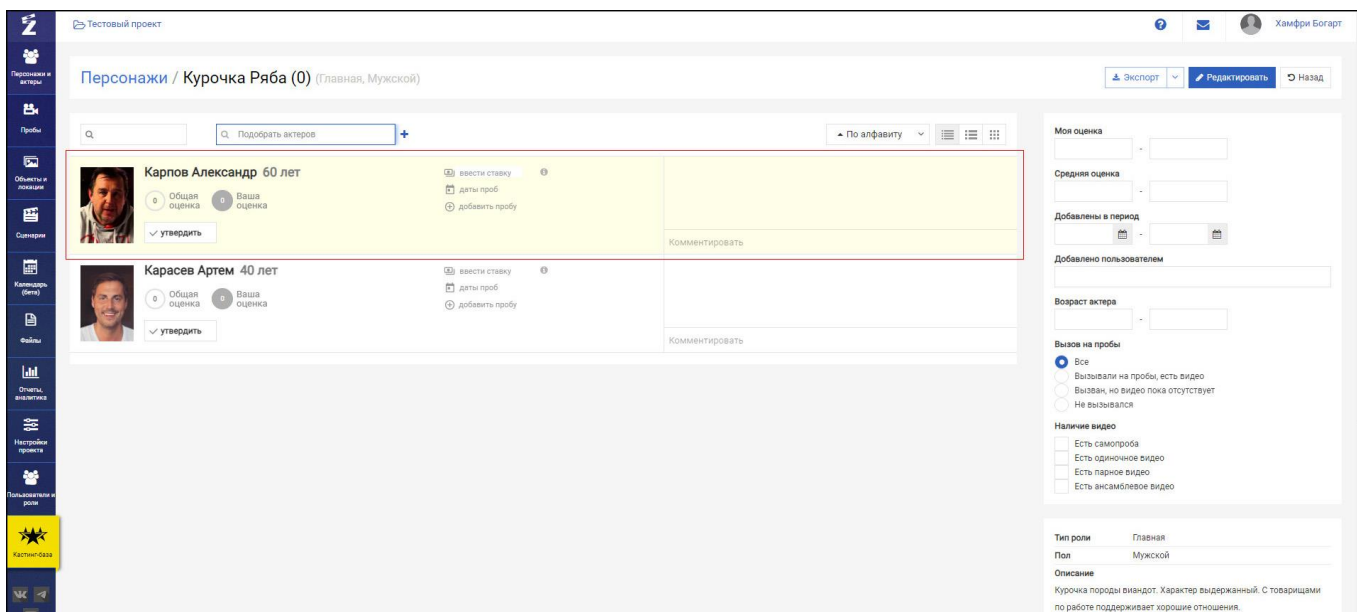 Тестовый проект
Хамфри Богарт
Персонажи и
актеры
Пробы
Объекты и
локации
Сценарии
Календарь
(бета)
Файлы
Отчеты,
аналитика
Настройки
проекта
Пользователи и
роли
Кастинг-база
Персонажи / Курочка Ряба (0) (Главная, Мужской)
Экспорт
Редактировать
Назад
Подобрать актеров
По алфавиту
Карпов Александр 60 лет
0 Общая
оценка
0 Ваша
оценка
утвердить
ввести ставку
даты проб
добавить пробу
Комментировать
Карасев Артем 40 лет
0 Общая
оценка
0 Ваша
оценка
утвердить
ввести ставку
даты проб
добавить пробу
Комментировать
Моя оценка
-
Средняя оценка
-
Добавлены в период
-
Добавлено пользователем
Возраст актера
-
Вызов на пробы
Все
Вызывали на пробы, есть видео
Вызван, но видео пока отсутствует
Не вызывался
Наличие видео
Есть самопроба
Есть одиночное видео
Есть парное видео
Есть ансамблевое видео
Тип роли Главная
Пол Мужской
Описание
Курочка породы виандот. Характер выдержанный. С товарищами
по работе поддерживает хорошие отношения.